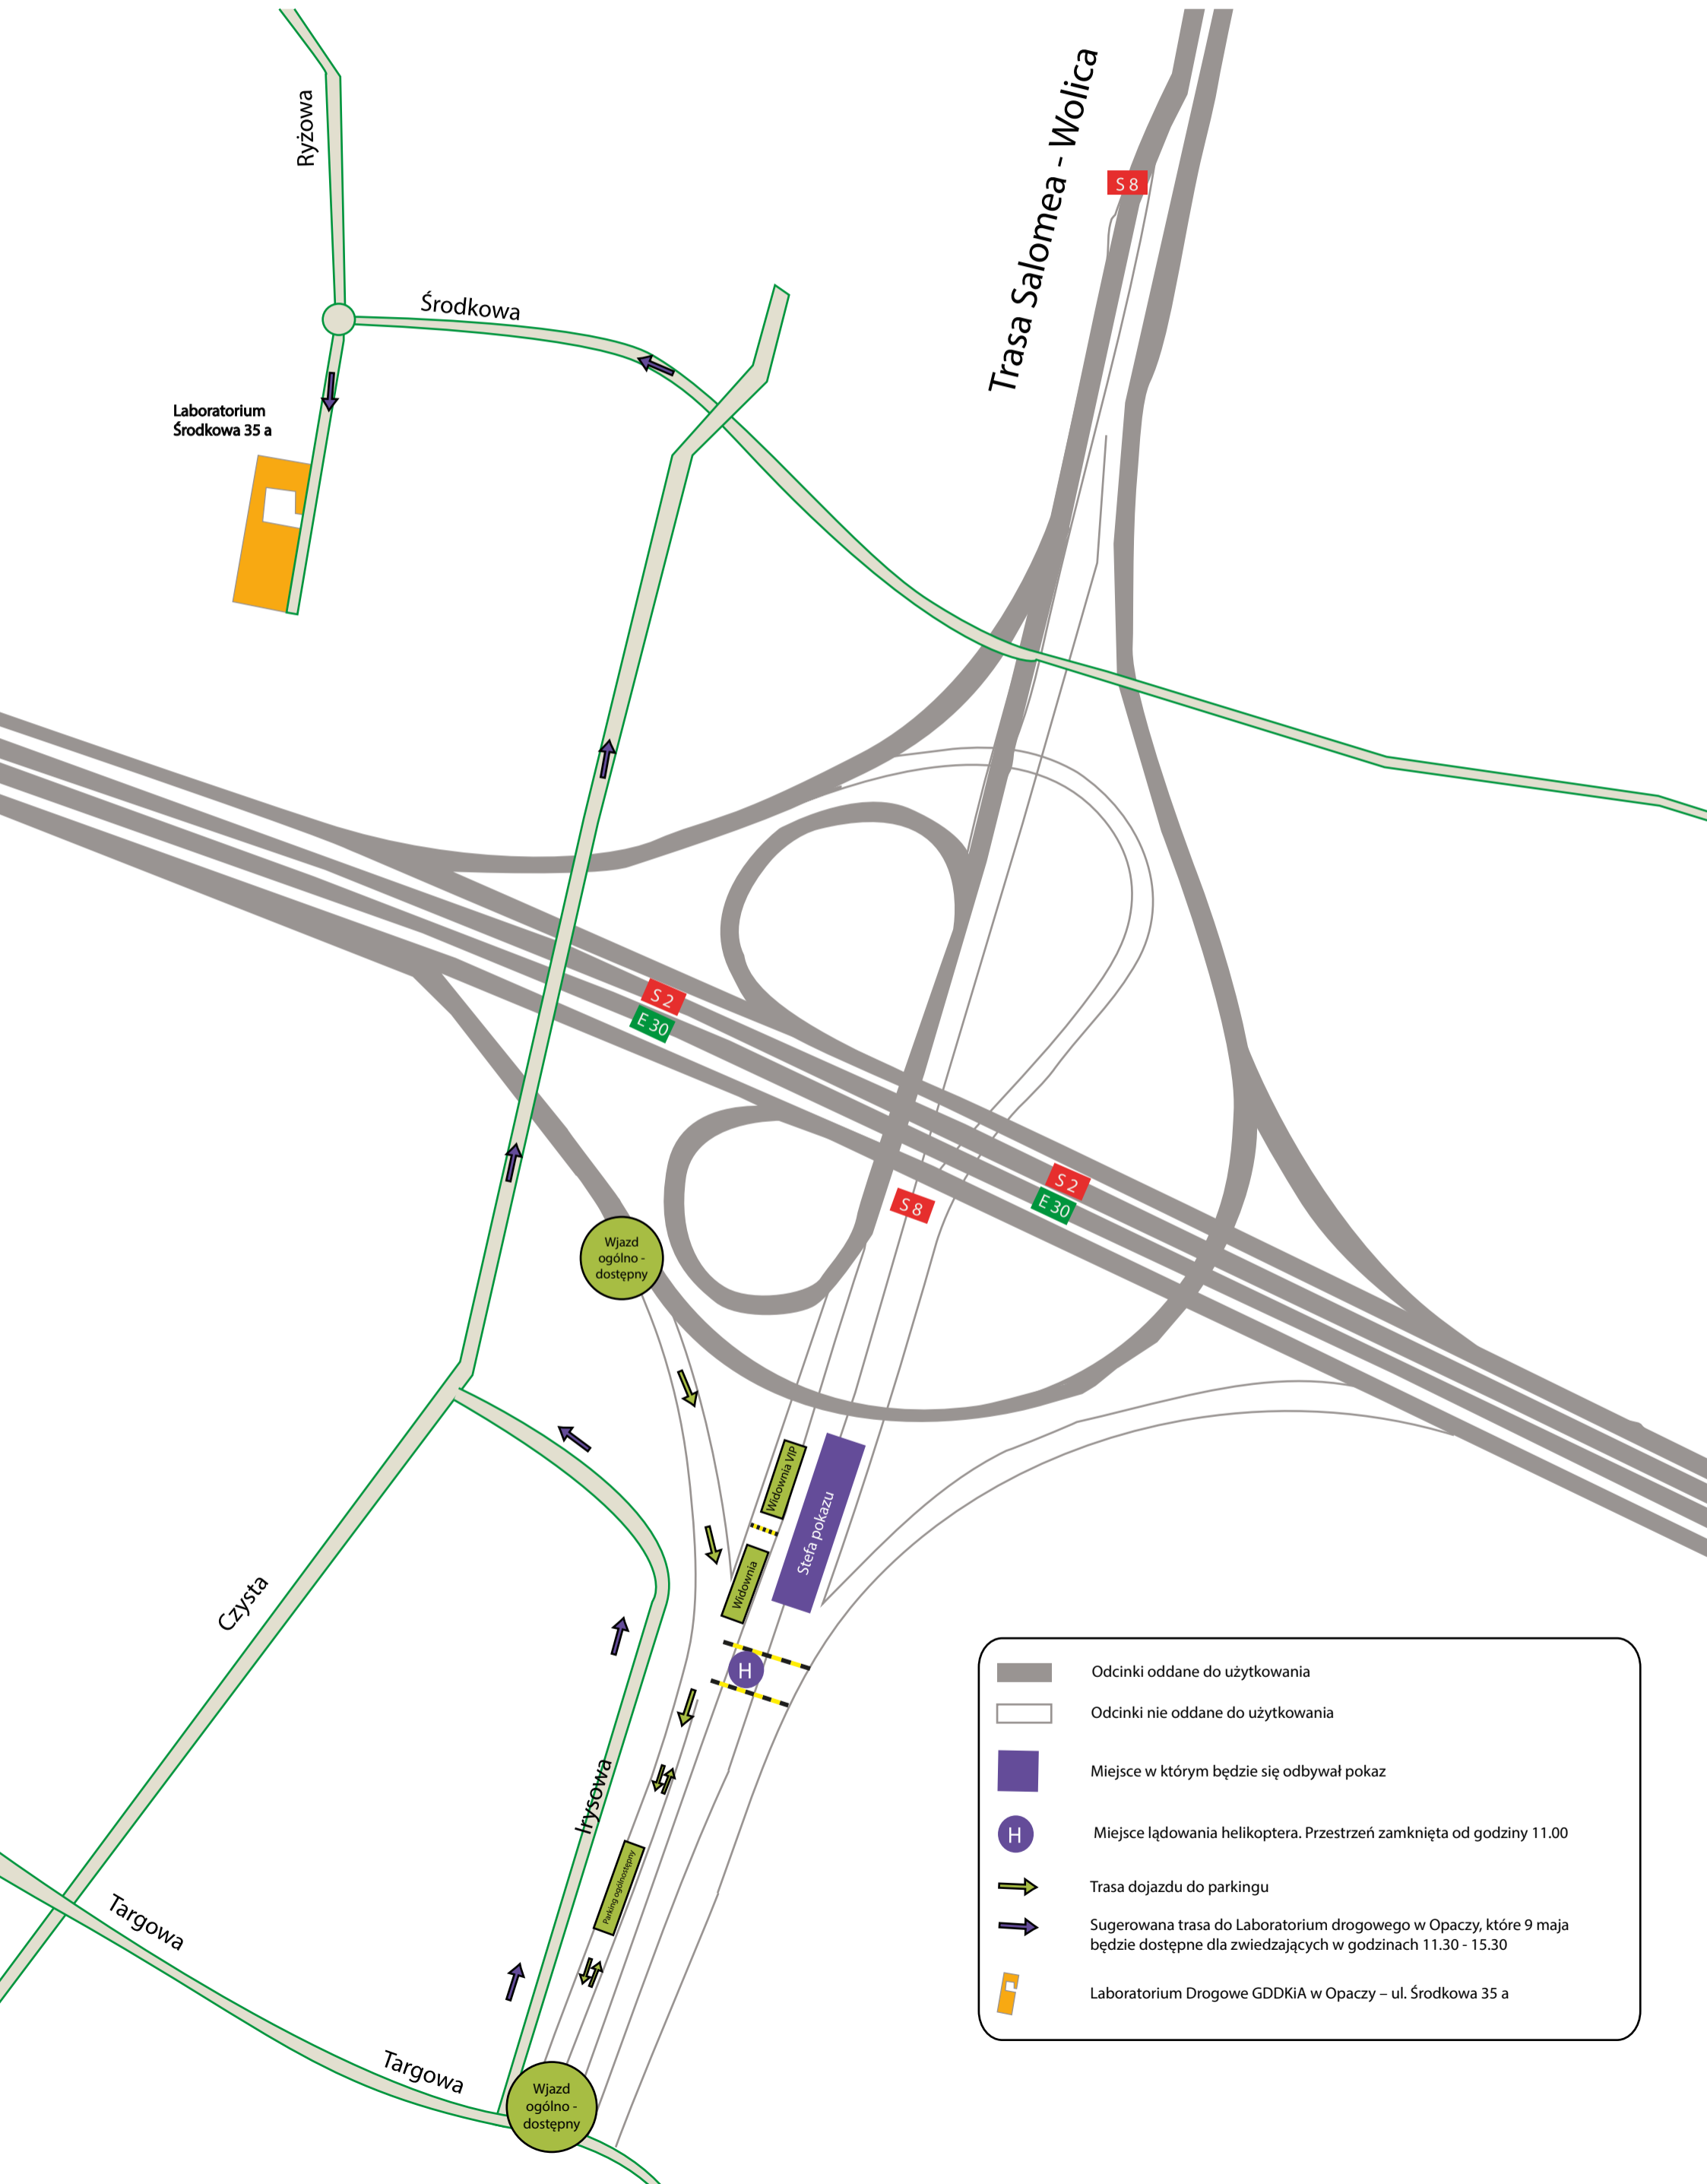 Ryżowa
Trasa Salomea - Wolica
S 8
Środkowa
Laboratorium
Środkowa 35 a
S 2
E 30
S 2
E 30
S 8
Wjazd
ogólno -
dostępny
Widownia VIP
Stefa pokazu
Widownia
Czysta
H
Irysowa
Parking ogólnostępny
Targowa
Targowa
Wjazd
ogólno -
dostępny
Odcinki oddane do użytkowania
Odcinki nie oddane do użytkowania
Miejsce w którym będzie się odbywał pokaz
H
Miejsce lądowania helikoptera. Przestrzeń zamknięta od godziny 11.00
Trasa dojazdu do parkingu
Sugerowana trasa do Laboratorium drogowego w Opaczy, które 9 maja
będzie dostępne dla zwiedzających w godzinach 11.30 - 15.30
Laboratorium Drogowe GDDKiA w Opaczy – ul. Środkowa 35 a